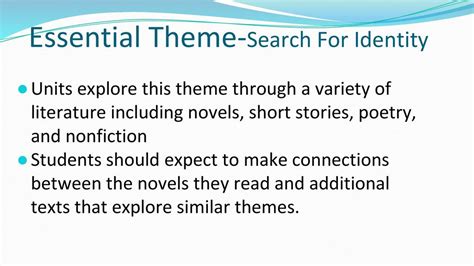 Essential Theme-Search For Identity
Units explore this theme through a variety of
literature including novels, short stories, poetry,
and nonfiction
Students should expect to make connections
between the novels they read and additional
texts that explore similar themes.